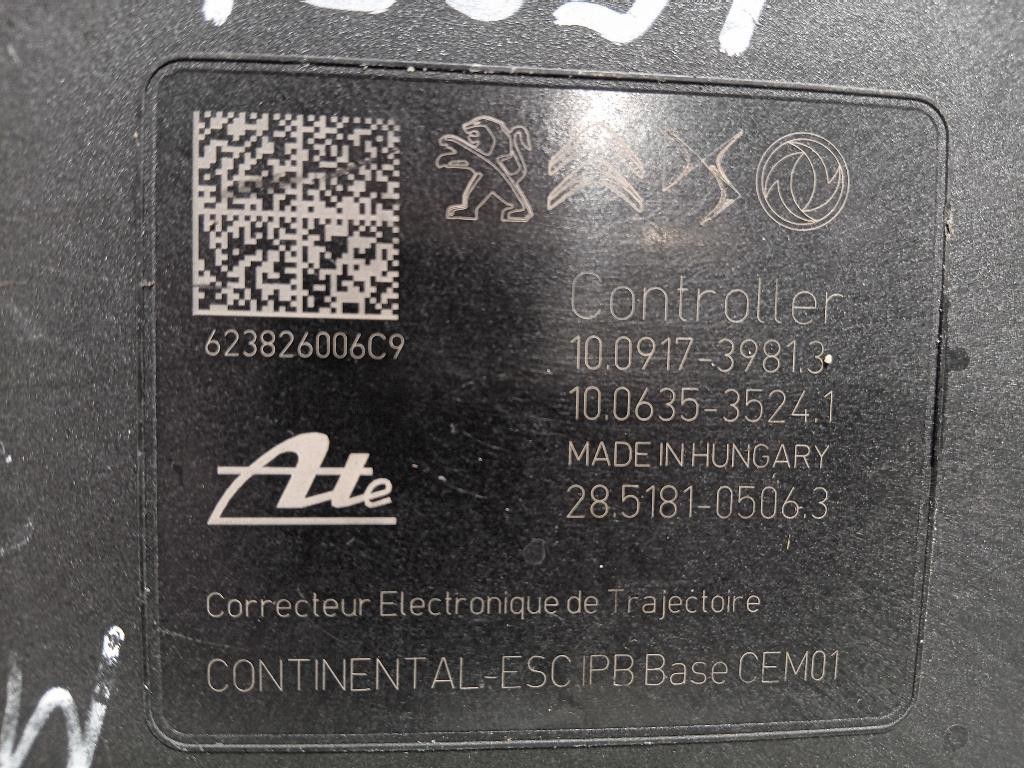 623826006C9
Controller
10.0917-3981.3
10.0635-3524.1
MADE IN HUNGARY
28.5181-0506.3
Ate
Correcteur Electronique de Trajectoire
CONTINENTAL-ESC IPB Base CEM01